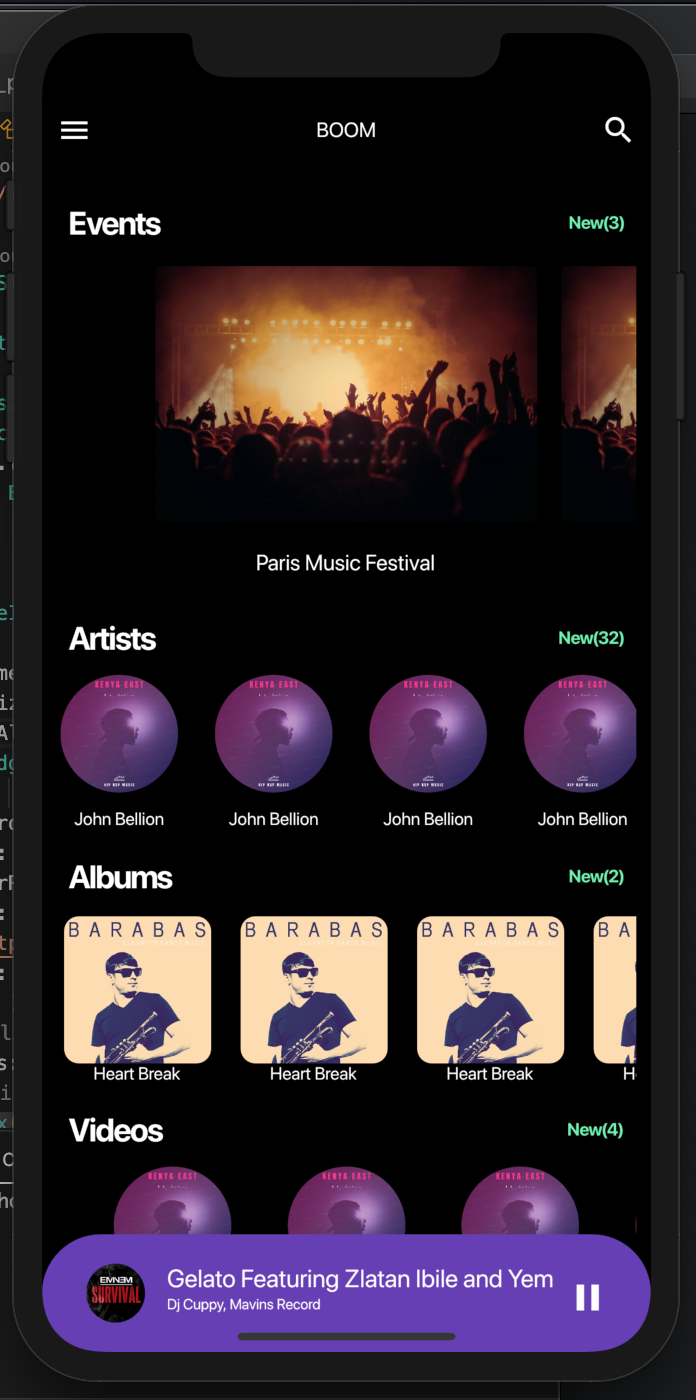 BOOM
Events New(3)
Paris Music Festival
Artists New(32)
KENYA EAST KENYA EAST KENYA EAST KENYA EAST
HIP HOP MUSIC HIP HOP MUSIC HIP HOP MUSIC HIP HOP MUSIC
John Bellion John Bellion John Bellion John Bellion
Albums New(2)
BARABAS BARABAS BARABAS BA
Heart Break Heart Break Heart Break H
Videos New(4)
KENYA EAST KENYA EAST KENYA EAST
EMINEM
SURVIVAL
Gelato Featuring Zlatan Ibile and Yem
Dj Cuppy, Mavins Record